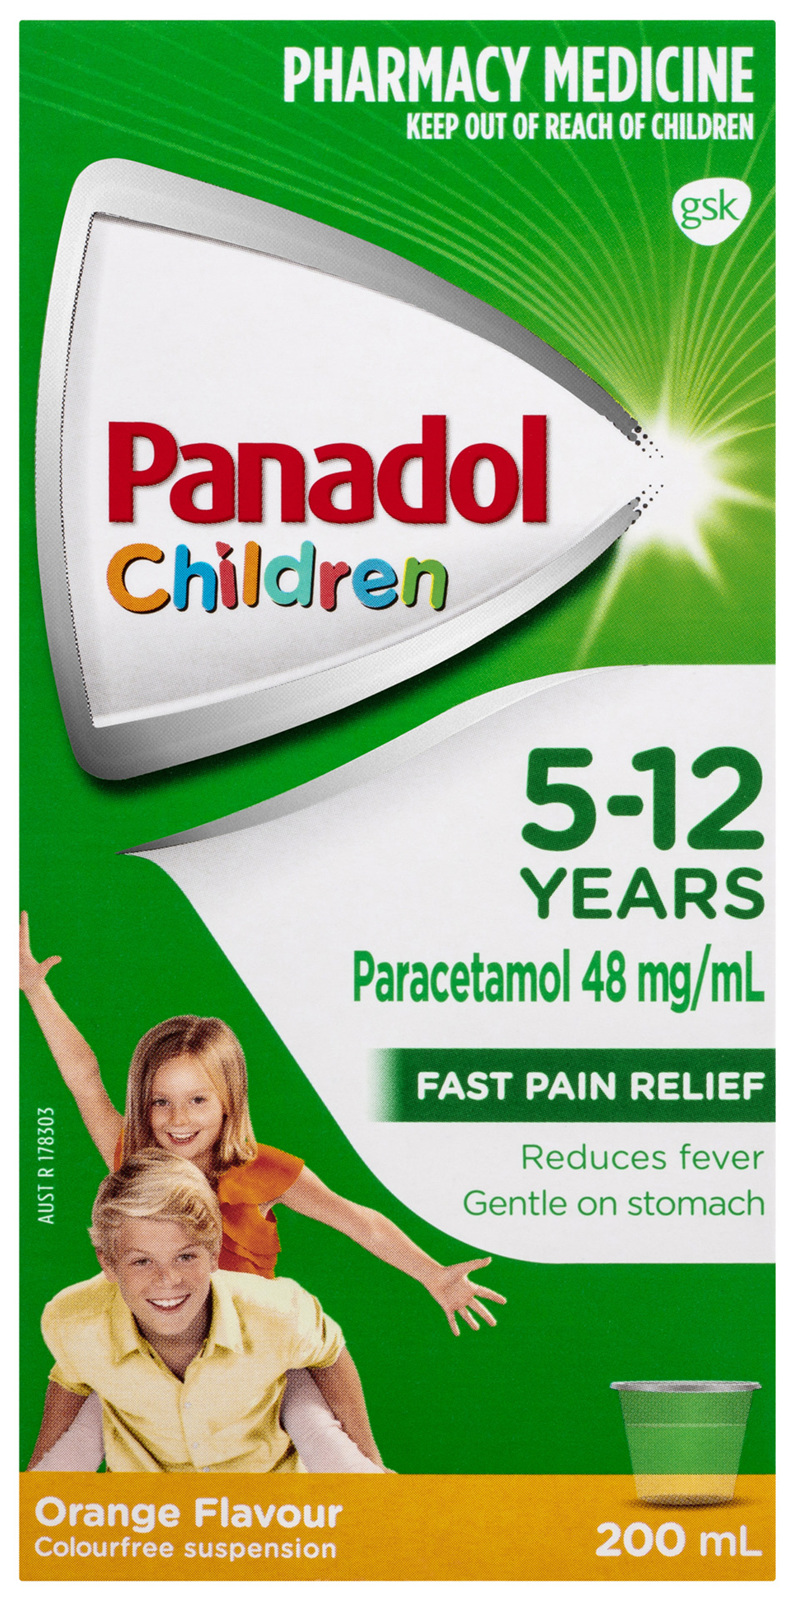 PHARMACY MEDICINE
KEEP OUT OF REACH OF CHILDREN
gsk
Panadol
Children
5-12
YEARS
Paracetamol 48 mg/mL
FAST PAIN RELIEF
Reduces fever
Gentle on stomach
AUST R 178303
Orange Flavour
Colourfree suspension
200 mL